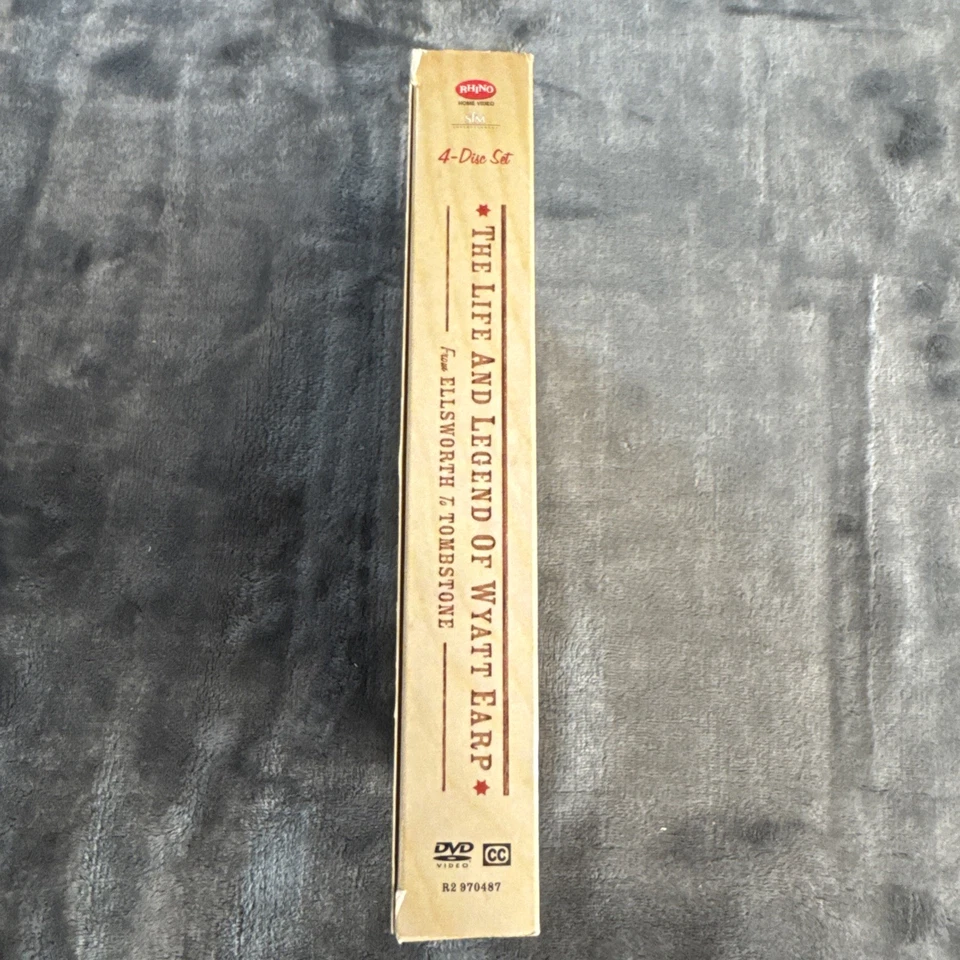 RHINO
HOME VIDEO
4-Disc Set
THE LIFE AND LEGEND OF WYATT EARP
From ELLSWORTH To TOMBSTONE
DVD
VIDEO
CC
R2 970487